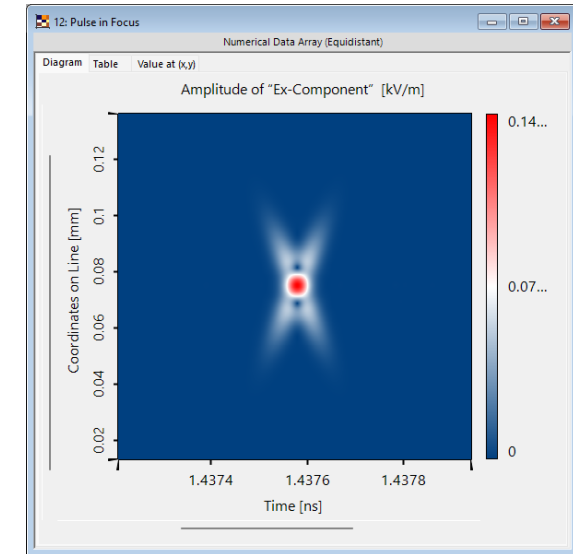 12: Pulse in Focus
Numerical Data Array (Equidistant)
Diagram Table Value at (x,y)
Amplitude of "Ex-Component" [kV/m]
0.14...
0.07...
0
Coordinates on Line [mm]
0.12
0.1
0.08
0.06
0.04
0.02
1.4374 1.4376 1.4378
Time [ns]